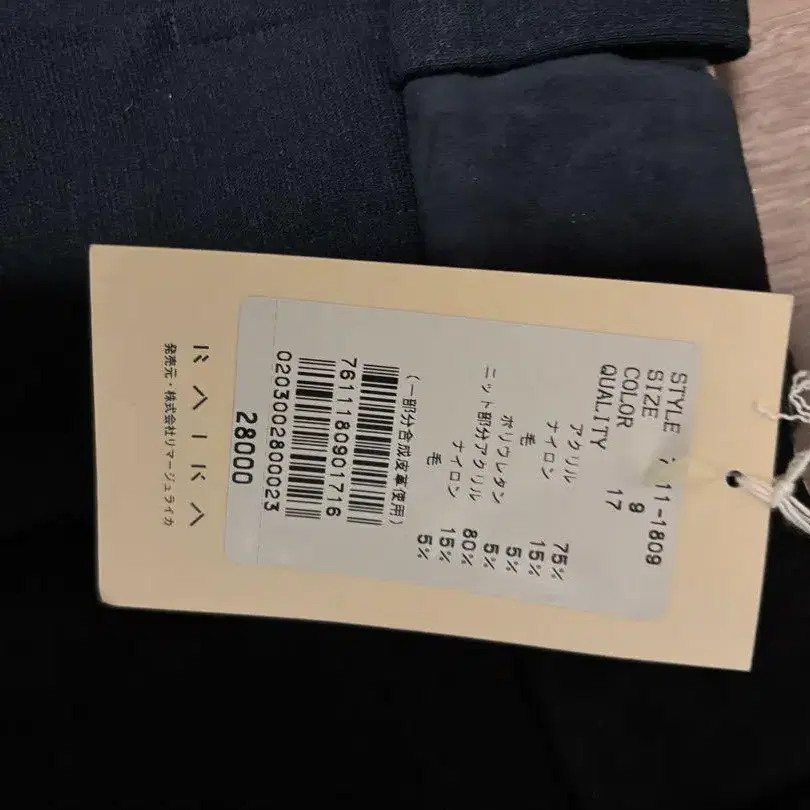 STYLE 11-1809
SIZE 9
COLOR 17
QUALITY
アクリル 75%
ナイロン 15%
毛 5%
ポリウレタン 5%
ニット部分アクリル 80%
ナイロン 15%
毛 5%
(一部分合成皮革使用)
7611180901716
0203002800023
28000
RAIKA
発売元・株式会社リマージュライカ